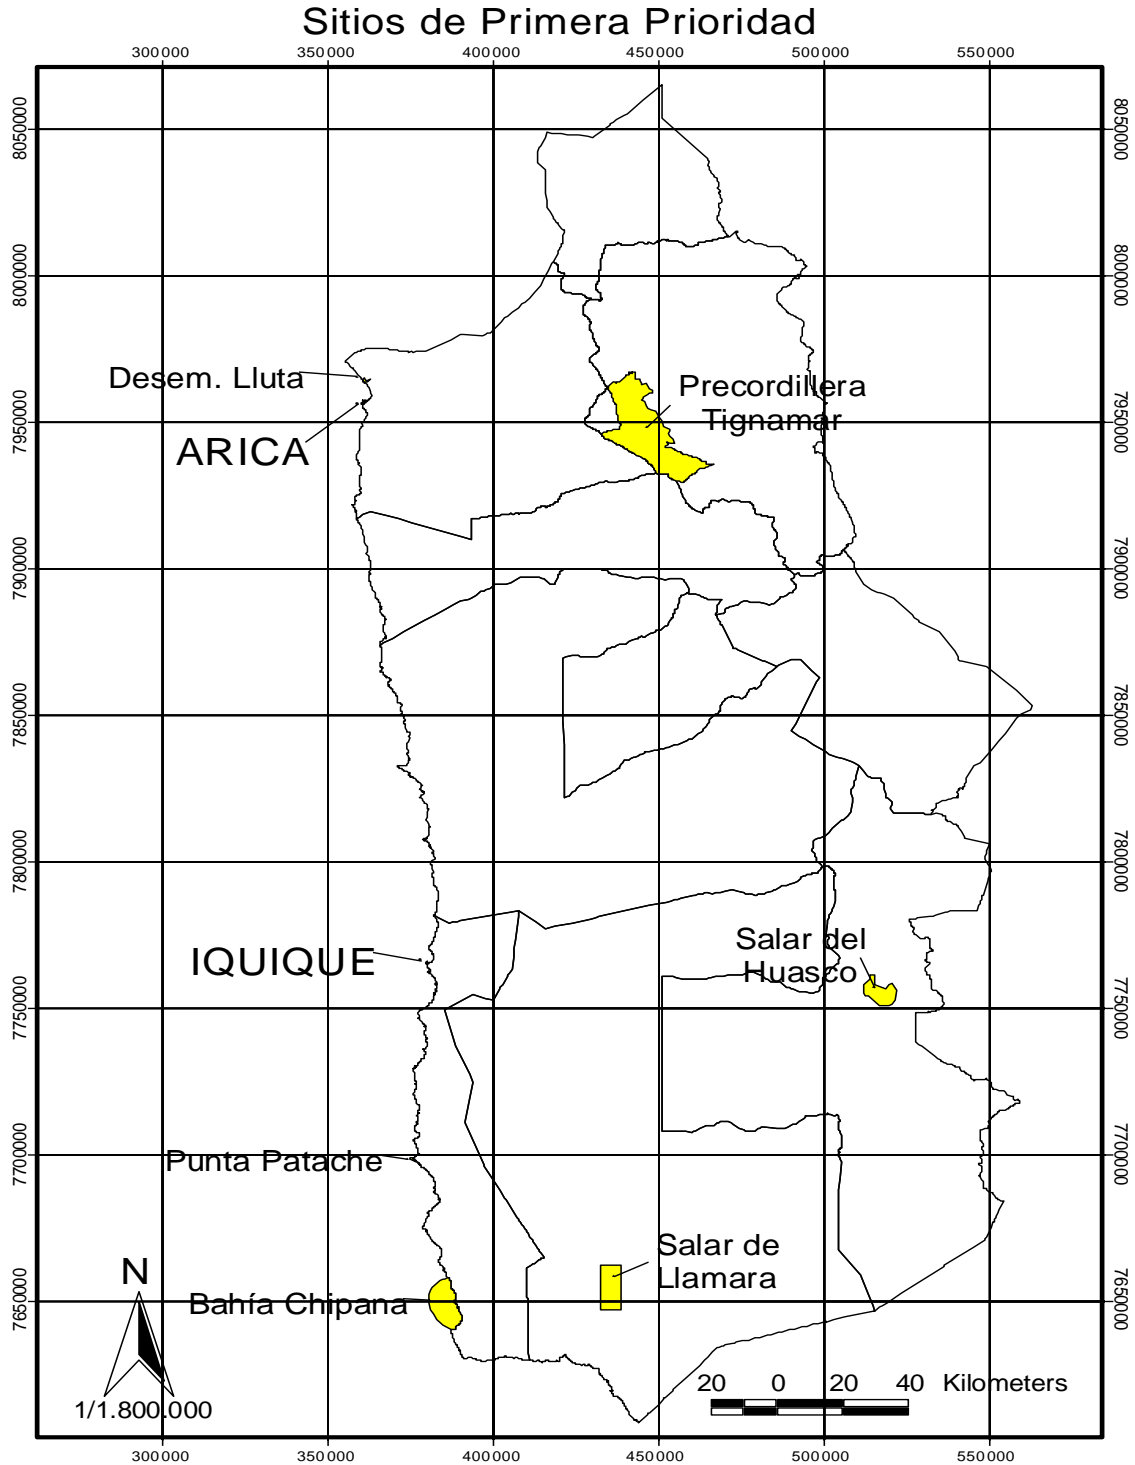 Sitios de Primera Prioridad
300000 350000 400000 450000 500000 550000
8050000 8050000
8000000 8000000
Desem. Lluta
Precordillera
Tignamar
7950000 7950000
ARICA
7900000 7900000
7850000 7850000
7800000 7800000
Salar del
Huasco
IQUIQUE
7750000 7750000
Punta Patache
7700000 7700000
Salar de
Llamara
N
Bahía Chipana
7650000 7650000
20 0 20 40 Kilometers
1/1.800.000
300000 350000 400000 450000 500000 550000